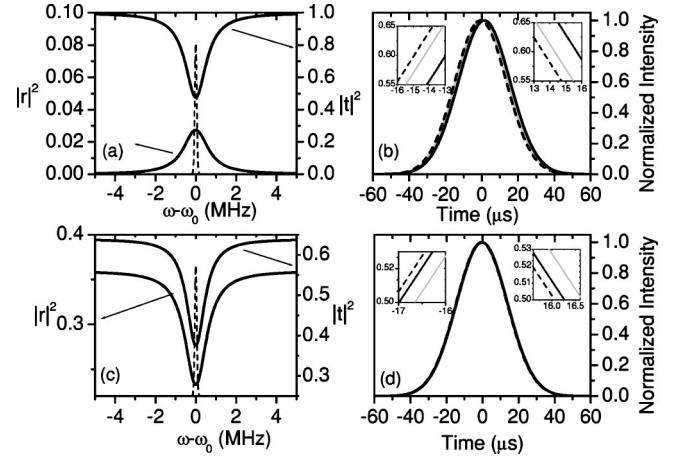 0.10
0.08
0.06
0.04
0.02
0.00
|r|²
1.0
0.8
0.6
0.4
0.2
0.0
|t|²
(a)
-4 -2 0 2 4
ω-ω₀ (MHz)
0.65
0.60
0.55
-16 -15 -14 -13
0.65
0.60
0.55
13 14 15 16
1.0
0.8
0.6
0.4
0.2
0.0
Normalized Intensity
(b)
-60 -40 -20 0 20 40 60
Time (μs)
0.4
0.3
|r|²
0.6
0.5
0.4
0.3
|t|²
(c)
-4 -2 0 2 4
ω-ω₀ (MHz)
0.52
0.50
-17 -16
0.53
0.52
0.51
0.50
16.0 16.5
1.0
0.8
0.6
0.4
0.2
0.0
Normalized Intensity
(d)
-60 -40 -20 0 20 40 60
Time (μs)